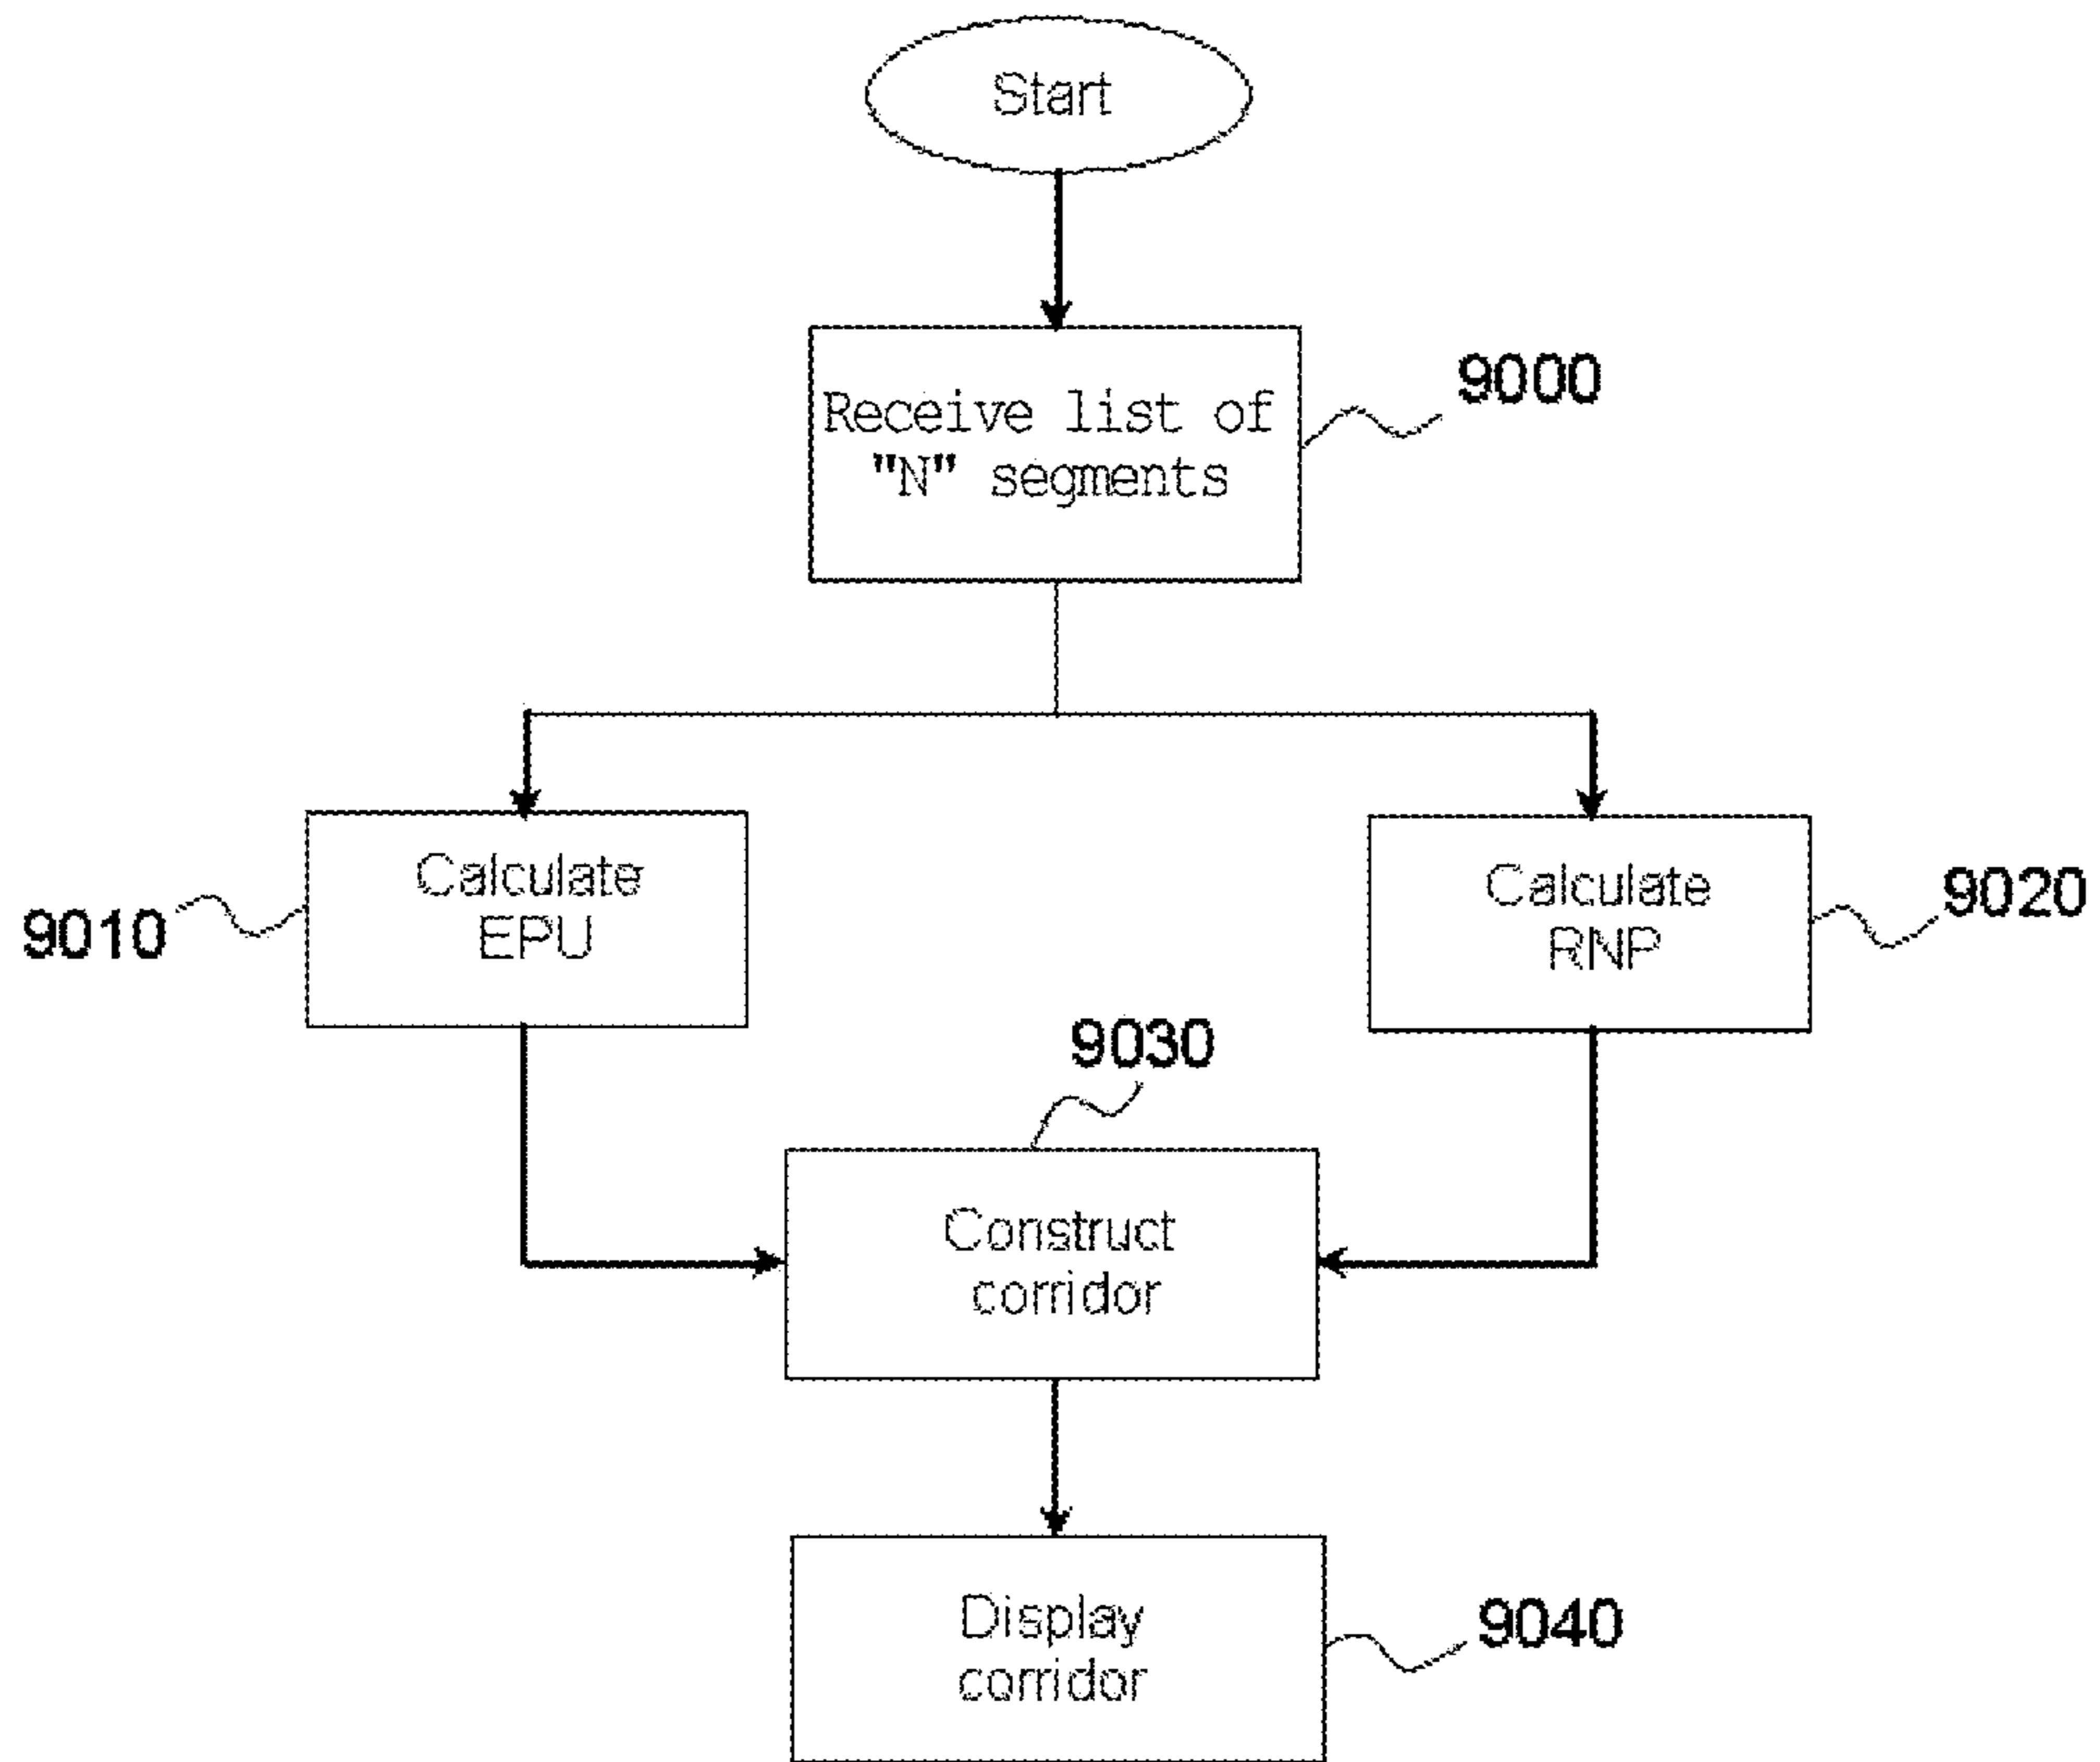 Start
Receive list of
"N" segments
9000
Calculate
EPU
9010
Calculate
RNP
9020
9030
Construct
corridor
Display
corridor
9040